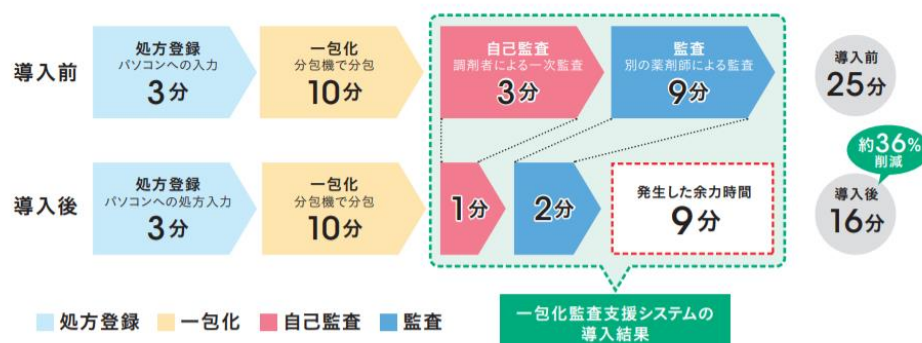 導入前
処方登録
パソコンへの入力
3分
一包化
分包機で分包
10分
自己監査
調剤者による一次監査
3分
監査
別の薬剤師による監査
9分
導入前
25分
約36%
削減
導入後
処方登録
パソコンへの処方入力
3分
一包化
分包機で分包
10分
1分
2分
発生した余力時間
9分
導入後
16分
処方登録 一包化 自己監査 監査
一包化監査支援システムの
導入結果